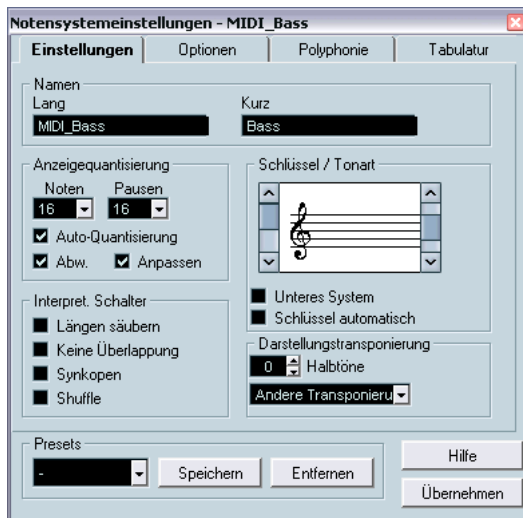 Notensystemeinstellungen - MIDI_Bass
Einstellungen Optionen Polyphonie Tabulatur
Namen
Lang Kurz
MIDI_Bass Bass
Anzeigequantisierung
Noten Pausen
16 16
Auto-Quantisierung
Abw. Anpassen
Schlüssel / Tonart
Unteres System
Schlüssel automatisch
Interpret. Schalter
Längen säubern
Keine Überlappung
Synkopen
Shuffle
Darstellungstransponierung
0 Halbtöne
Andere Transponieru
Presets
- Speichern Entfernen
Hilfe
Übernehmen